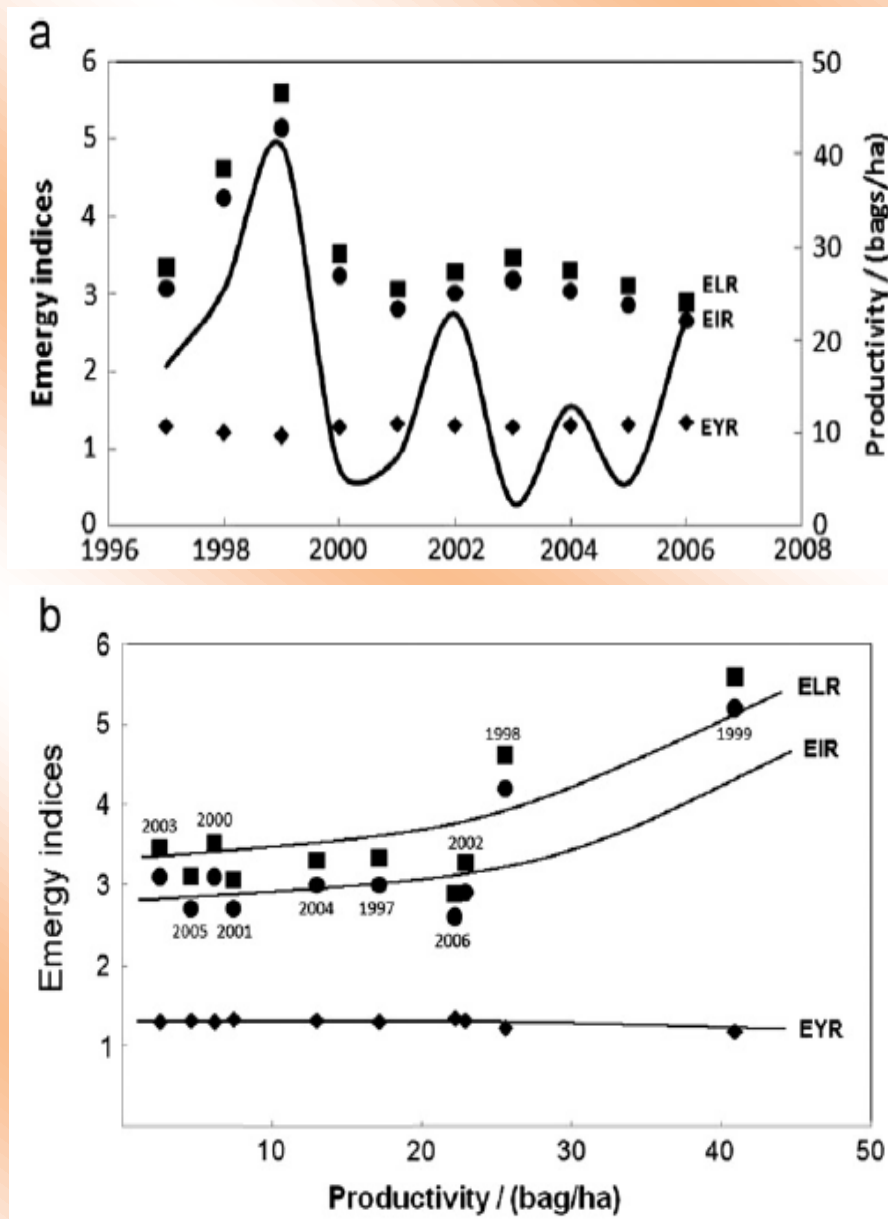 a
Emergy indices
Productivity / (bags/ha)
6
5
4
3
2
1
0
50
40
30
20
10
0
ELR
EIR
EYR
1996 1998 2000 2002 2004 2006 2008
b
Emergy indices
6
5
4
3
2
1
ELR
EIR
EYR
1998
1999
2003
2000
2002
2005
2001
2004
1997
2006
10 20 30 40 50
Productivity / (bag/ha)